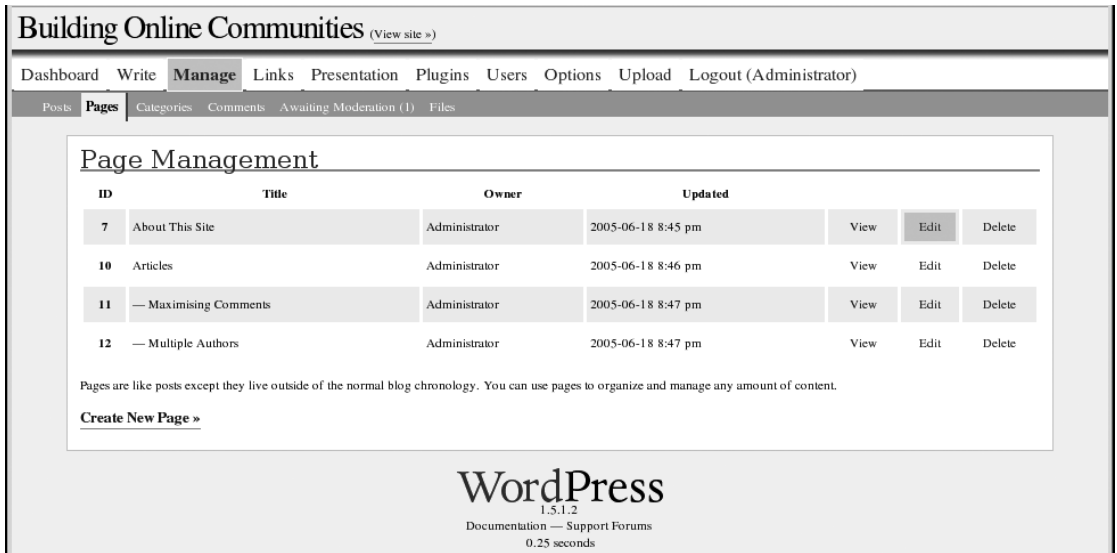 Building Online Communities (View site »)
Dashboard Write Manage Links Presentation Plugins Users Options Upload Logout (Administrator)
Posts Pages Categories Comments Awaiting Moderation (1) Files
Page Management
ID Title Owner Updated
7 About This Site Administrator 2005-06-18 8:45 pm View Edit Delete
10 Articles Administrator 2005-06-18 8:46 pm View Edit Delete
11 — Maximising Comments Administrator 2005-06-18 8:47 pm View Edit Delete
12 — Multiple Authors Administrator 2005-06-18 8:47 pm View Edit Delete
Pages are like posts except they live outside of the normal blog chronology. You can use pages to organize and manage any amount of content.
Create New Page »
WordPress
1.5.1.2
Documentation — Support Forums
0.25 seconds